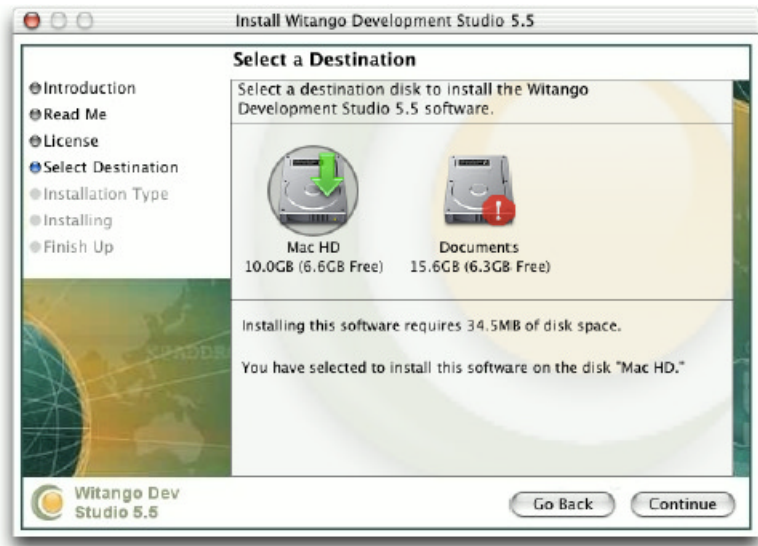 Install Witango Development Studio 5.5
Select a Destination
Introduction
Read Me
License
Select Destination
Installation Type
Installing
Finish Up
Select a destination disk to install the Witango
Development Studio 5.5 software.
Mac HD
10.0GB (6.6GB Free)
Documents
15.6GB (6.3GB Free)
Installing this software requires 34.5MB of disk space.
You have selected to install this software on the disk "Mac HD."
Witango Dev
Studio 5.5
Go Back
Continue